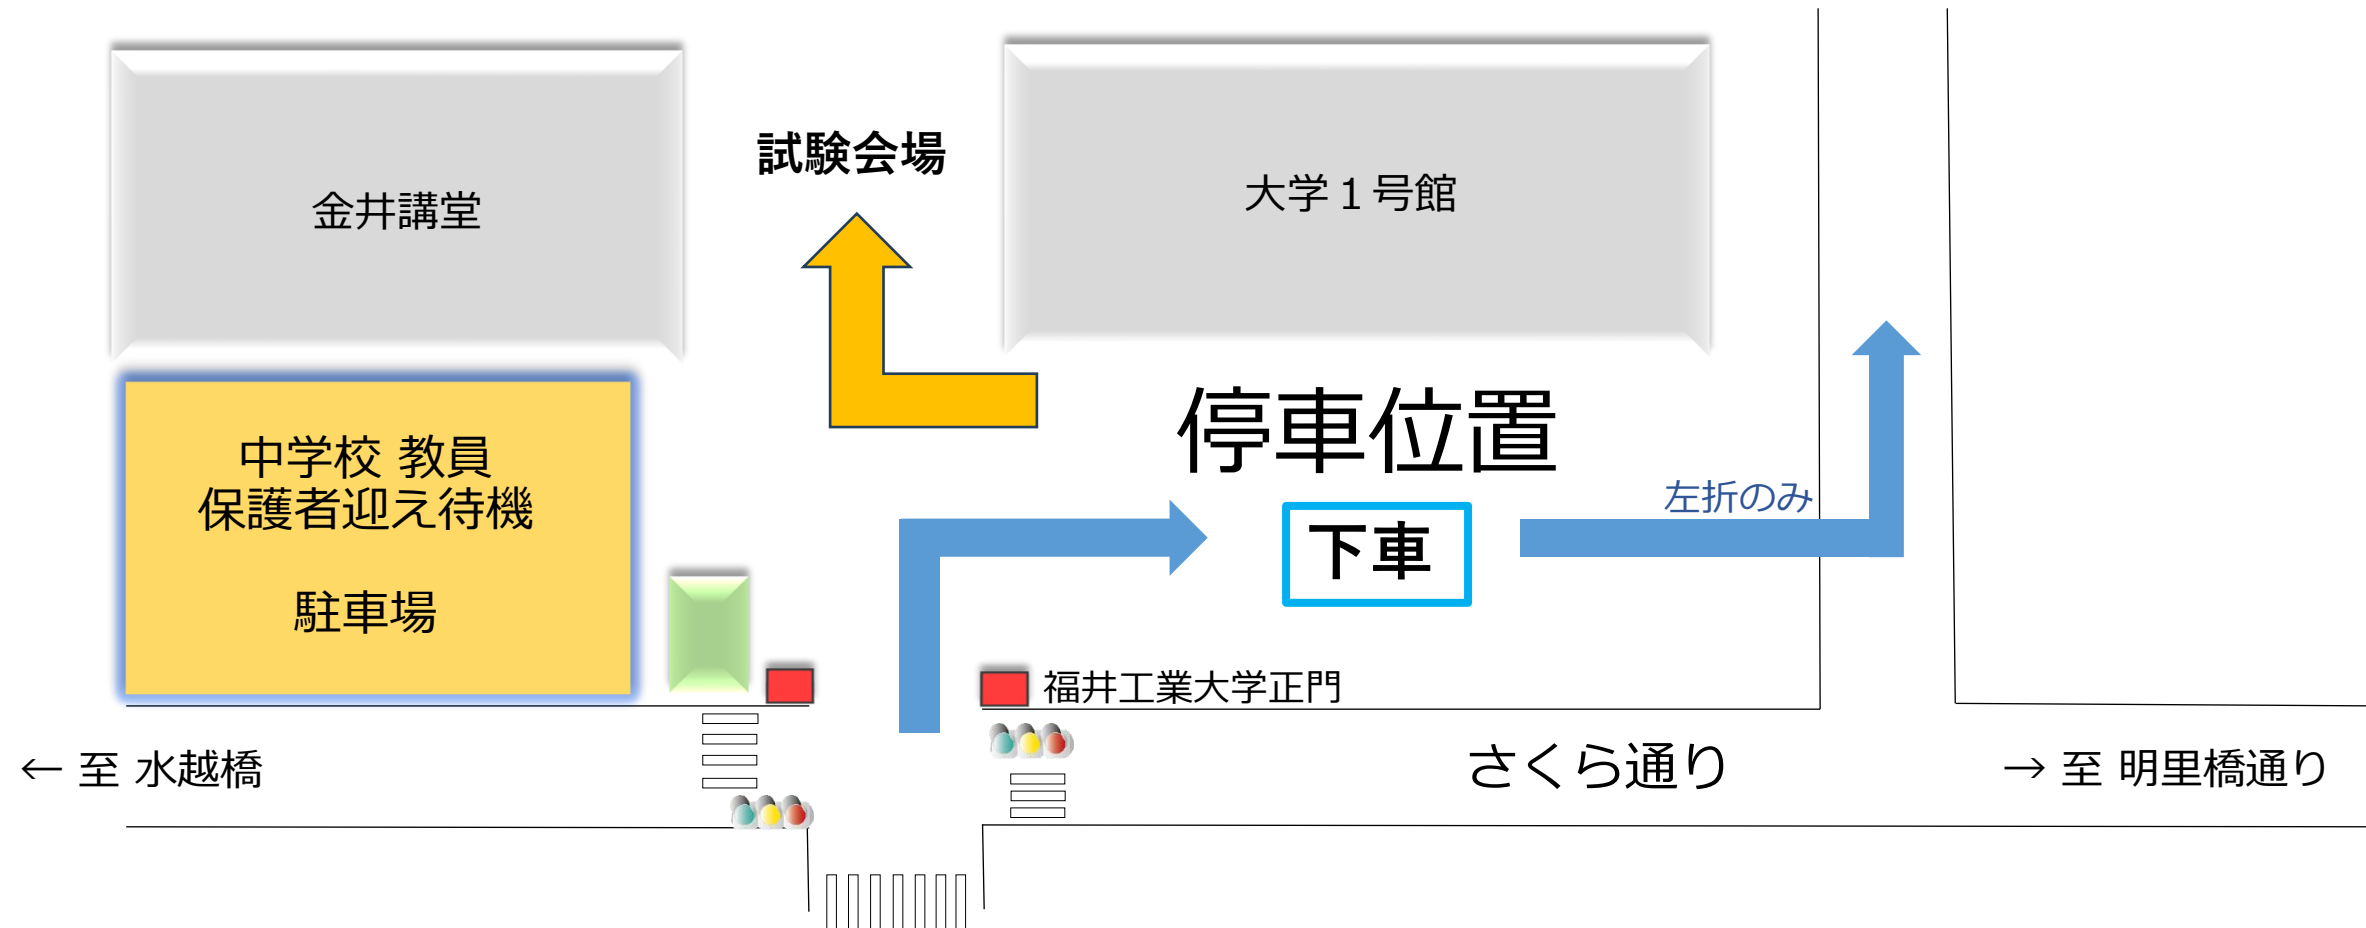 試験会場
金井講堂
大学１号館
停車位置
中学校 教員
保護者迎え待機
駐車場
左折のみ
下車
福井工業大学正門
← 至 水越橋
さくら通り
→ 至 明里橋通り